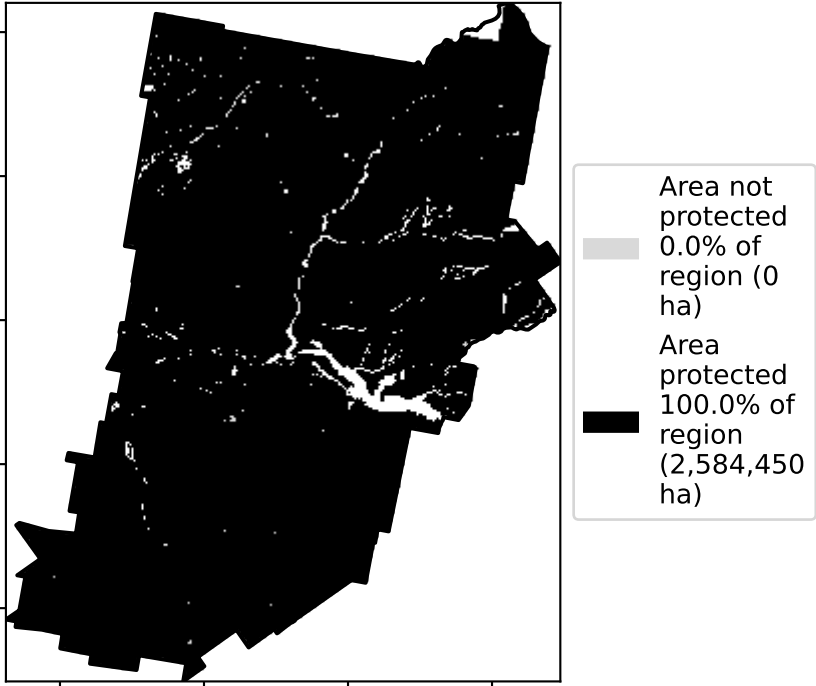 Area not
protected
0.0% of
region (0
ha)
Area
protected
100.0% of
region
(2,584,450
ha)